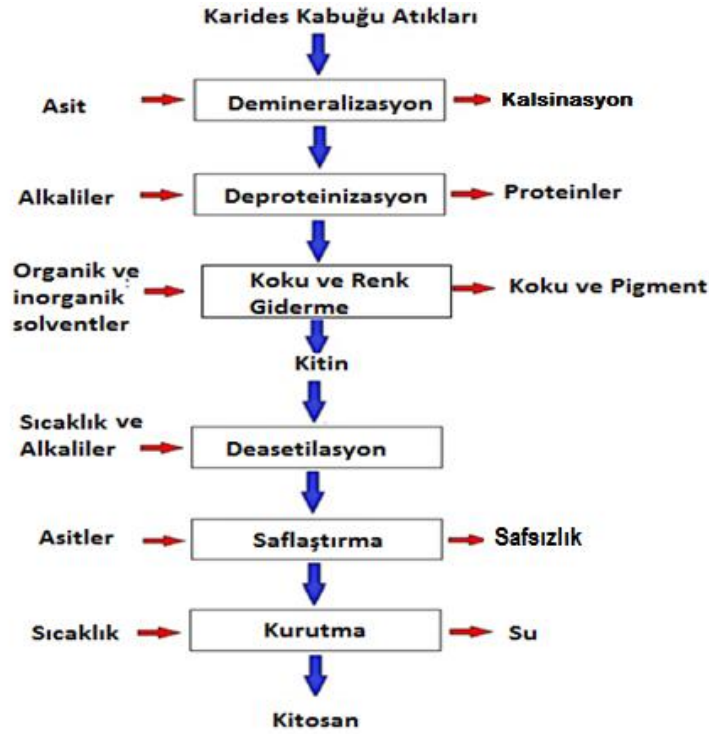 Karides Kabuğu Atıkları
Asit
Demineralizasyon
Kalsinasyon
Alkaliler
Deproteinizasyon
Proteinler
Organik ve
inorganik
solventler
Koku ve Renk
Giderme
Koku ve Pigment
Kitin
Sıcaklık ve
Alkaliler
Deasetilasyon
Asitler
Saflaştırma
Safsızlık
Sıcaklık
Kurutma
Su
Kitosan